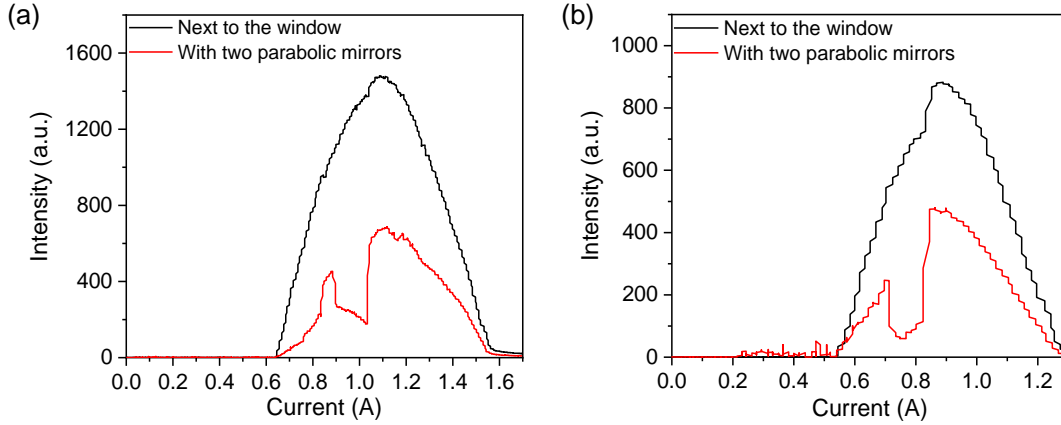 (a)
Next to the window
With two parabolic mirrors
1600
1200
800
400
0
Intensity (a.u.)
0.0 0.2 0.4 0.6 0.8 1.0 1.2 1.4 1.6
Current (A)
(b)
Next to the window
With two parabolic mirrors
1000
800
600
400
200
0
Intensity (a.u.)
0.0 0.2 0.4 0.6 0.8 1.0 1.2
Current (A)